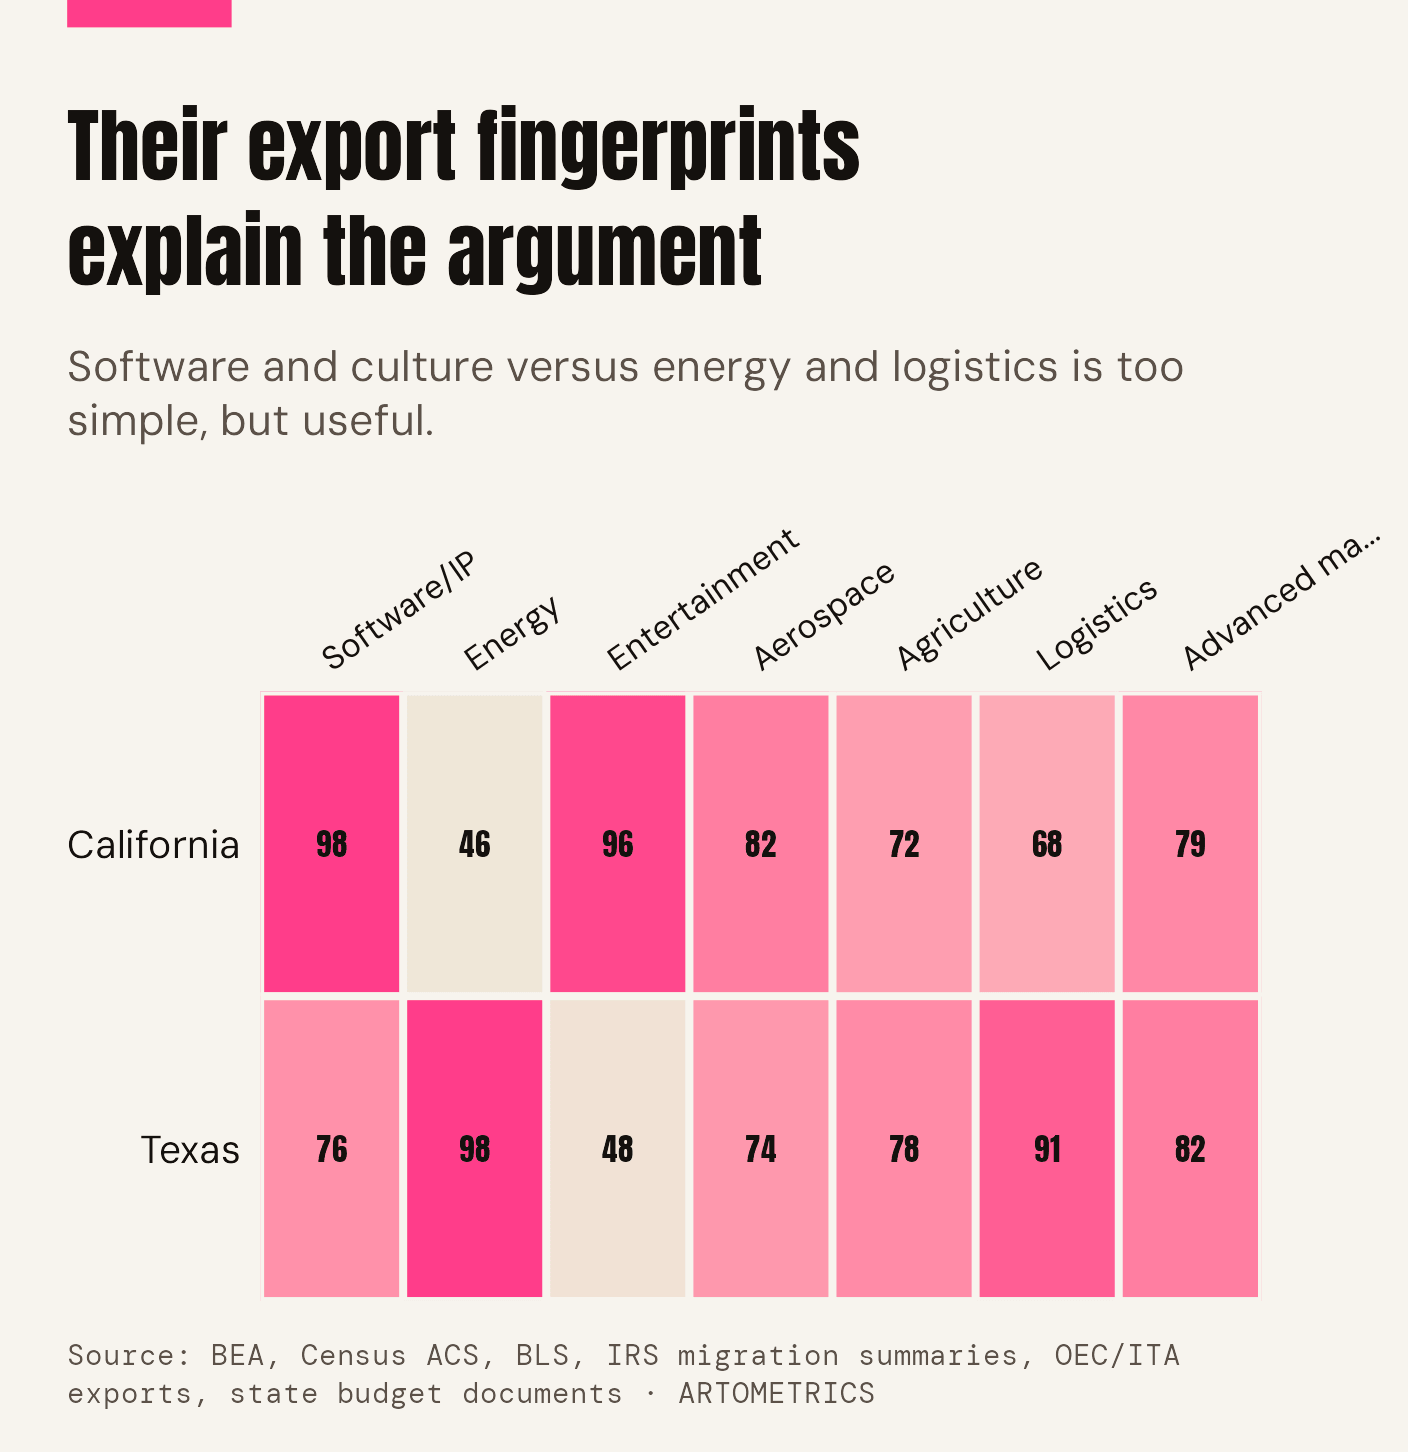 Their export fingerprints
explain the argument
Software and culture versus energy and logistics is too
simple, but useful.
Software/IP
Energy
Entertainment
Aerospace
Agriculture
Logistics
Advanced ma...
California
98
46
96
82
72
68
79
Texas
76
98
48
74
78
91
82
Source: BEA, Census ACS, BLS, IRS migration summaries, OEC/ITA
exports, state budget documents · ARTOMETRICS